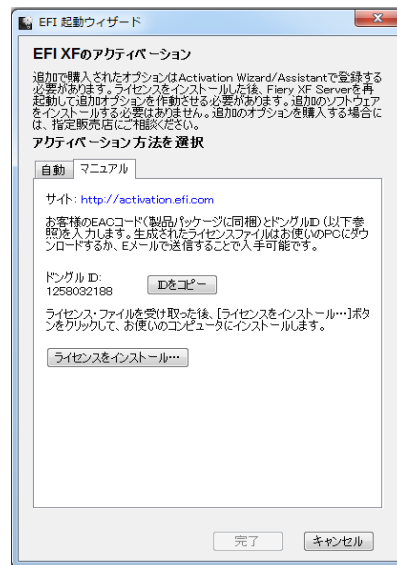 EFI 起動ウィザード
EFI XFのアクティベーション
追加で購入されたオプションはActivation Wizard/Assistantで登録する
必要があります。ライセンスをインストールした後、Fiery XF Serverを再
起動して追加オプションを作動させる必要があります。追加のソフトウェア
をインストールする必要はありません。追加のオプションを購入する場合に
は、指定販売店にご相談ください。
アクティベーション方法を選択
自動 マニュアル
サイト: http://activation.efi.com
お客様のEACコード(製品パッケージに同梱)とドングルID (以下参
照)を入力します。生成されたライセンスファイルはお使いのPCにダウ
ンロードするか、Eメールで送信することで入手可能です。
ドングル ID:
1258032188
IDをコピー
ライセンス・ファイルを受け取った後、[ライセンスをインストール…]ボタ
ンをクリックして、お使いのコンピュータにインストールします。
ライセンスをインストール…
完了 キャンセル